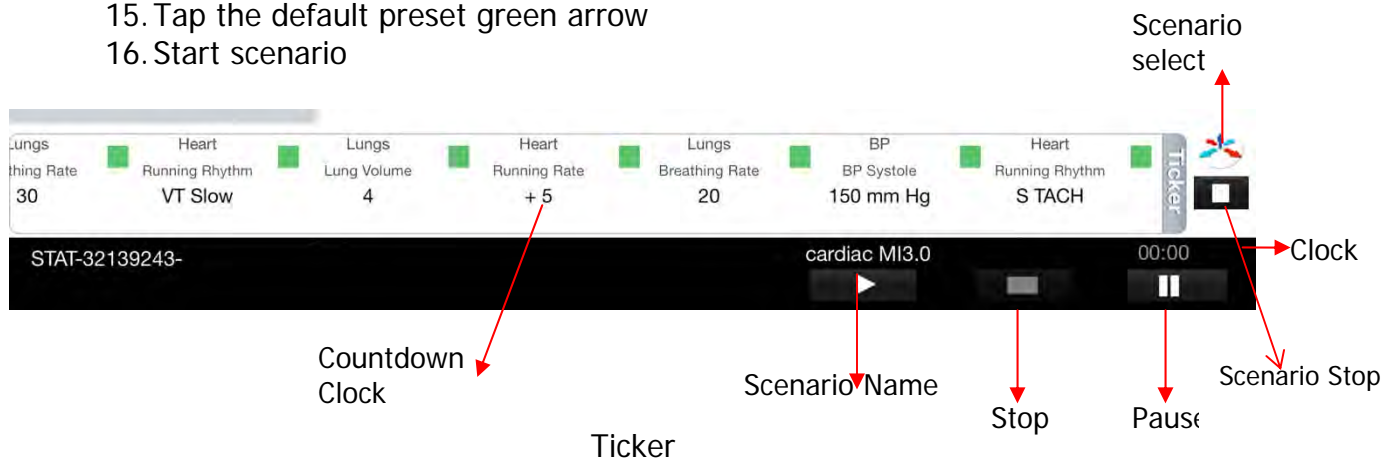 15. Tap the default preset green arrow
16. Start scenario
Scenario
select
Lungs Heart Lungs Heart Lungs BP Heart
thing Rate Running Rhythm Lung Volume Running Rate Breathing Rate BP Systole Running Rhythm
30 VT Slow 4 + 5 20 150 mm Hg S TACH
Ticker
STAT-32139243- cardiac MI3.0 00:00
Clock
Countdown
Clock
Scenario Name
Scenario Stop
Stop
Pause
Ticker